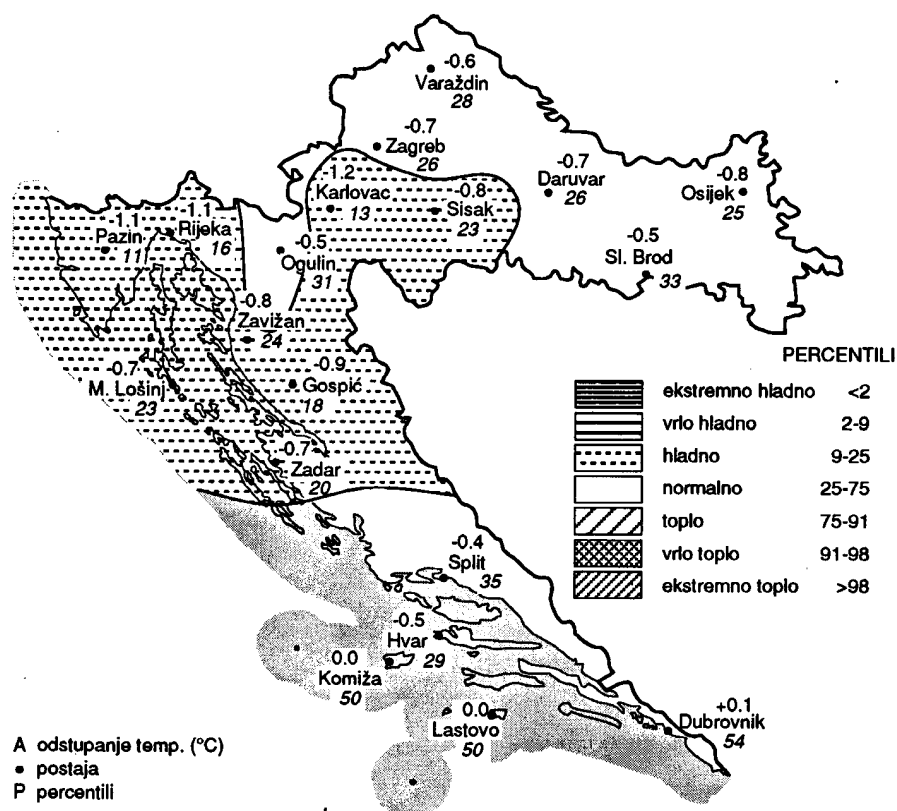 -0.6
Varaždin
28
-0.7
Zagreb
26
-1.2
Karlovac
13
-0.8
Sisak
23
-0.7
Daruvar
26
-0.8
Osijek
25
-0.5
Sl. Brod
33
-1.1
Pazin
11
-1.1
Rijeka
16
-0.5
Ogulin
31
-0.8
Zavižan
24
-0.7
M. Lošinj
23
-0.9
Gospić
18
-0.7
Zadar
20
-0.4
Split
35
-0.5
Hvar
29
0.0
Komiža
50
0.0
Lastovo
50
+0.1
Dubrovnik
54
PERCENTILI
ekstremno hladno <2
vrlo hladno 2-9
hladno 9-25
normalno 25-75
toplo 75-91
vrlo toplo 91-98
ekstremno toplo >98
A odstupanje temp. (°C)
• postaja
P percentili